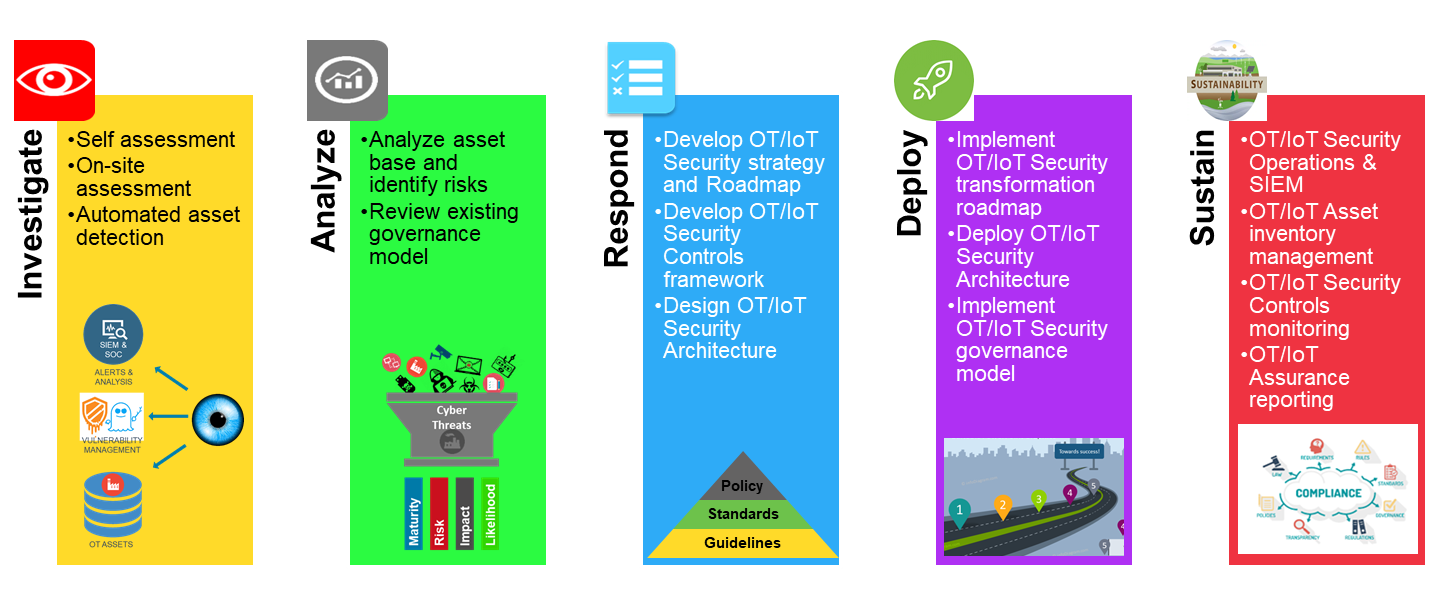 Investigate
•Self assessment
•On-site
assessment
•Automated asset
detection
SIEM &
SOC
ALERTS &
ANALYSIS
VULNERABILITY
MANAGEMENT
OT ASSETS
Analyze
•Analyze asset
base and
identify risks
•Review existing
governance
model
Cyber
Threats
Maturity
Risk
Impact
Likelihood
Respond
•Develop OT/IoT
Security strategy
and Roadmap
•Develop OT/IoT
Security
Controls
framework
•Design OT/IoT
Security
Architecture
Policy
Standards
Guidelines
Deploy
•Implement
OT/IoT Security
transformation
roadmap
•Deploy OT/IoT
Security
Architecture
•Implement
OT/IoT Security
governance
model
Towards success!
1
2
3
4
5
4
5
SUSTAINABILITY
Sustain
•OT/IoT Security
Operations &
SIEM
•OT/IoT Asset
inventory
management
•OT/IoT Security
Controls
monitoring
•OT/IoT
Assurance
reporting
REQUIREMENTS
RULES
LAW
STANDARDS
COMPLIANCE
POLICIES
GOVERNANCE
TRANSPARENCY
REGULATIONS